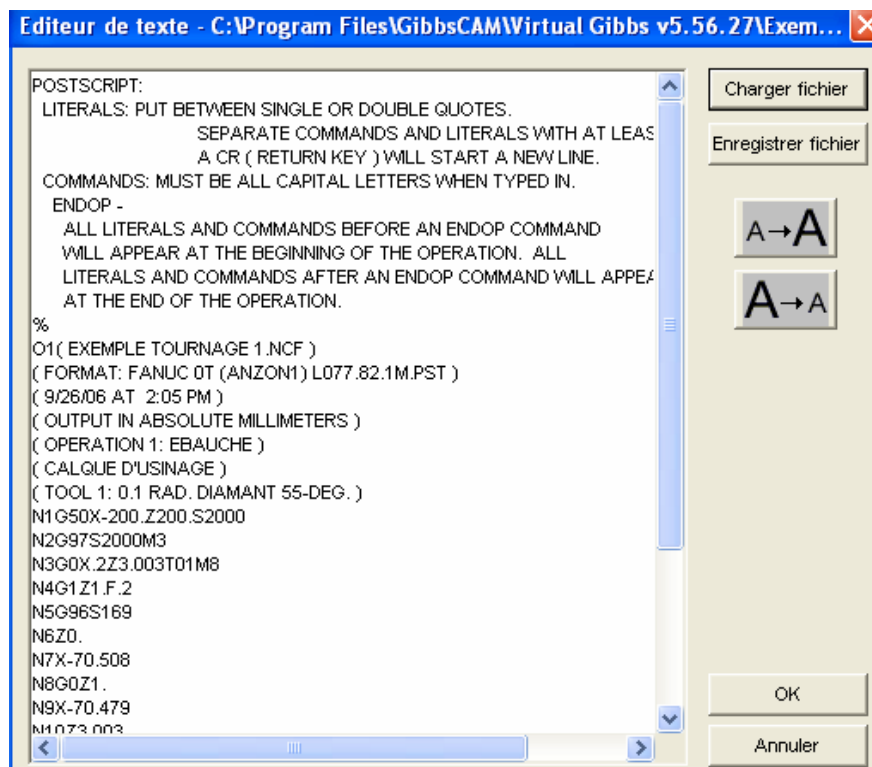 Editeur de texte - C:\Program Files\GibbsCAM\Virtual Gibbs v5.56.27\Exem...
POSTSCRIPT:
LITERALS: PUT BETWEEN SINGLE OR DOUBLE QUOTES.
SEPARATE COMMANDS AND LITERALS WITH AT LEAS
A CR ( RETURN KEY ) WILL START A NEW LINE.
COMMANDS: MUST BE ALL CAPITAL LETTERS WHEN TYPED IN.
ENDOP -
ALL LITERALS AND COMMANDS BEFORE AN ENDOP COMMAND
WILL APPEAR AT THE BEGINNING OF THE OPERATION. ALL
LITERALS AND COMMANDS AFTER AN ENDOP COMMAND WILL APPEA
AT THE END OF THE OPERATION.
%
O1( EXEMPLE TOURNAGE 1.NCF )
( FORMAT: FANUC 0T (ANZON1) L077.82.1M.PST )
( 9/26/06 AT 2:05 PM )
( OUTPUT IN ABSOLUTE MILLIMETERS )
( OPERATION 1: EBAUCHE )
( CALQUE D'USINAGE )
( TOOL 1: 0.1 RAD. DIAMANT 55-DEG. )
N1G50X-200.Z200.S2000
N2G97S2000M3
N3G0X.2Z3.003T01M8
N4G1Z1.F.2
N5G96S169
N6Z0.
N7X-70.508
N8G0Z1.
N9X-70.479
N10Z3.003
Charger fichier
Enregistrer fichier
A→A
A→A
OK
Annuler